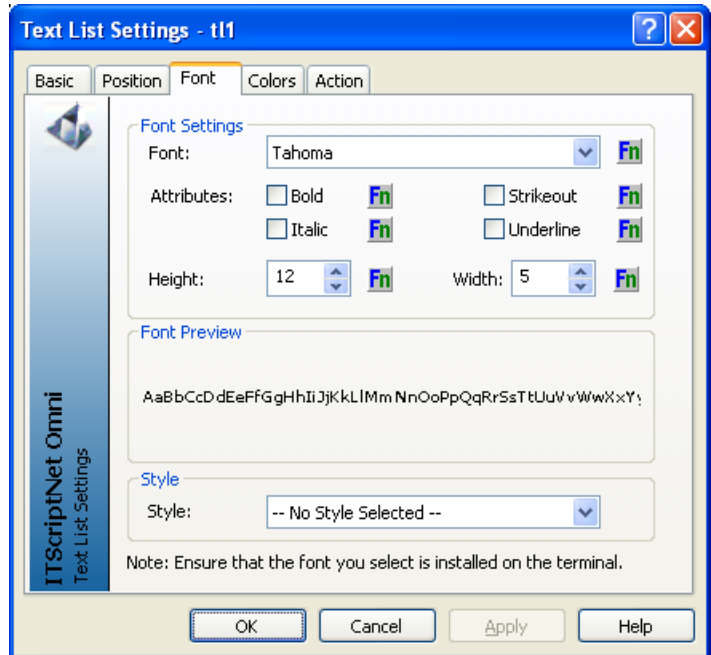 Text List Settings - tl1
Basic Position Font Colors Action
Font Settings
Font: Tahoma Fn
Attributes: Bold Fn Strikeout Fn
Italic Fn Underline Fn
Height: 12 Fn Width: 5 Fn
Font Preview
AaBbCcDdEeFfGgHhIiJjKkLlMmNnOoPpQqRrSsTtUuVvWwXxYy
Style
Style: -- No Style Selected --
Note: Ensure that the font you select is installed on the terminal.
ITScriptNet Omni
Text List Settings
OK Cancel Apply Help